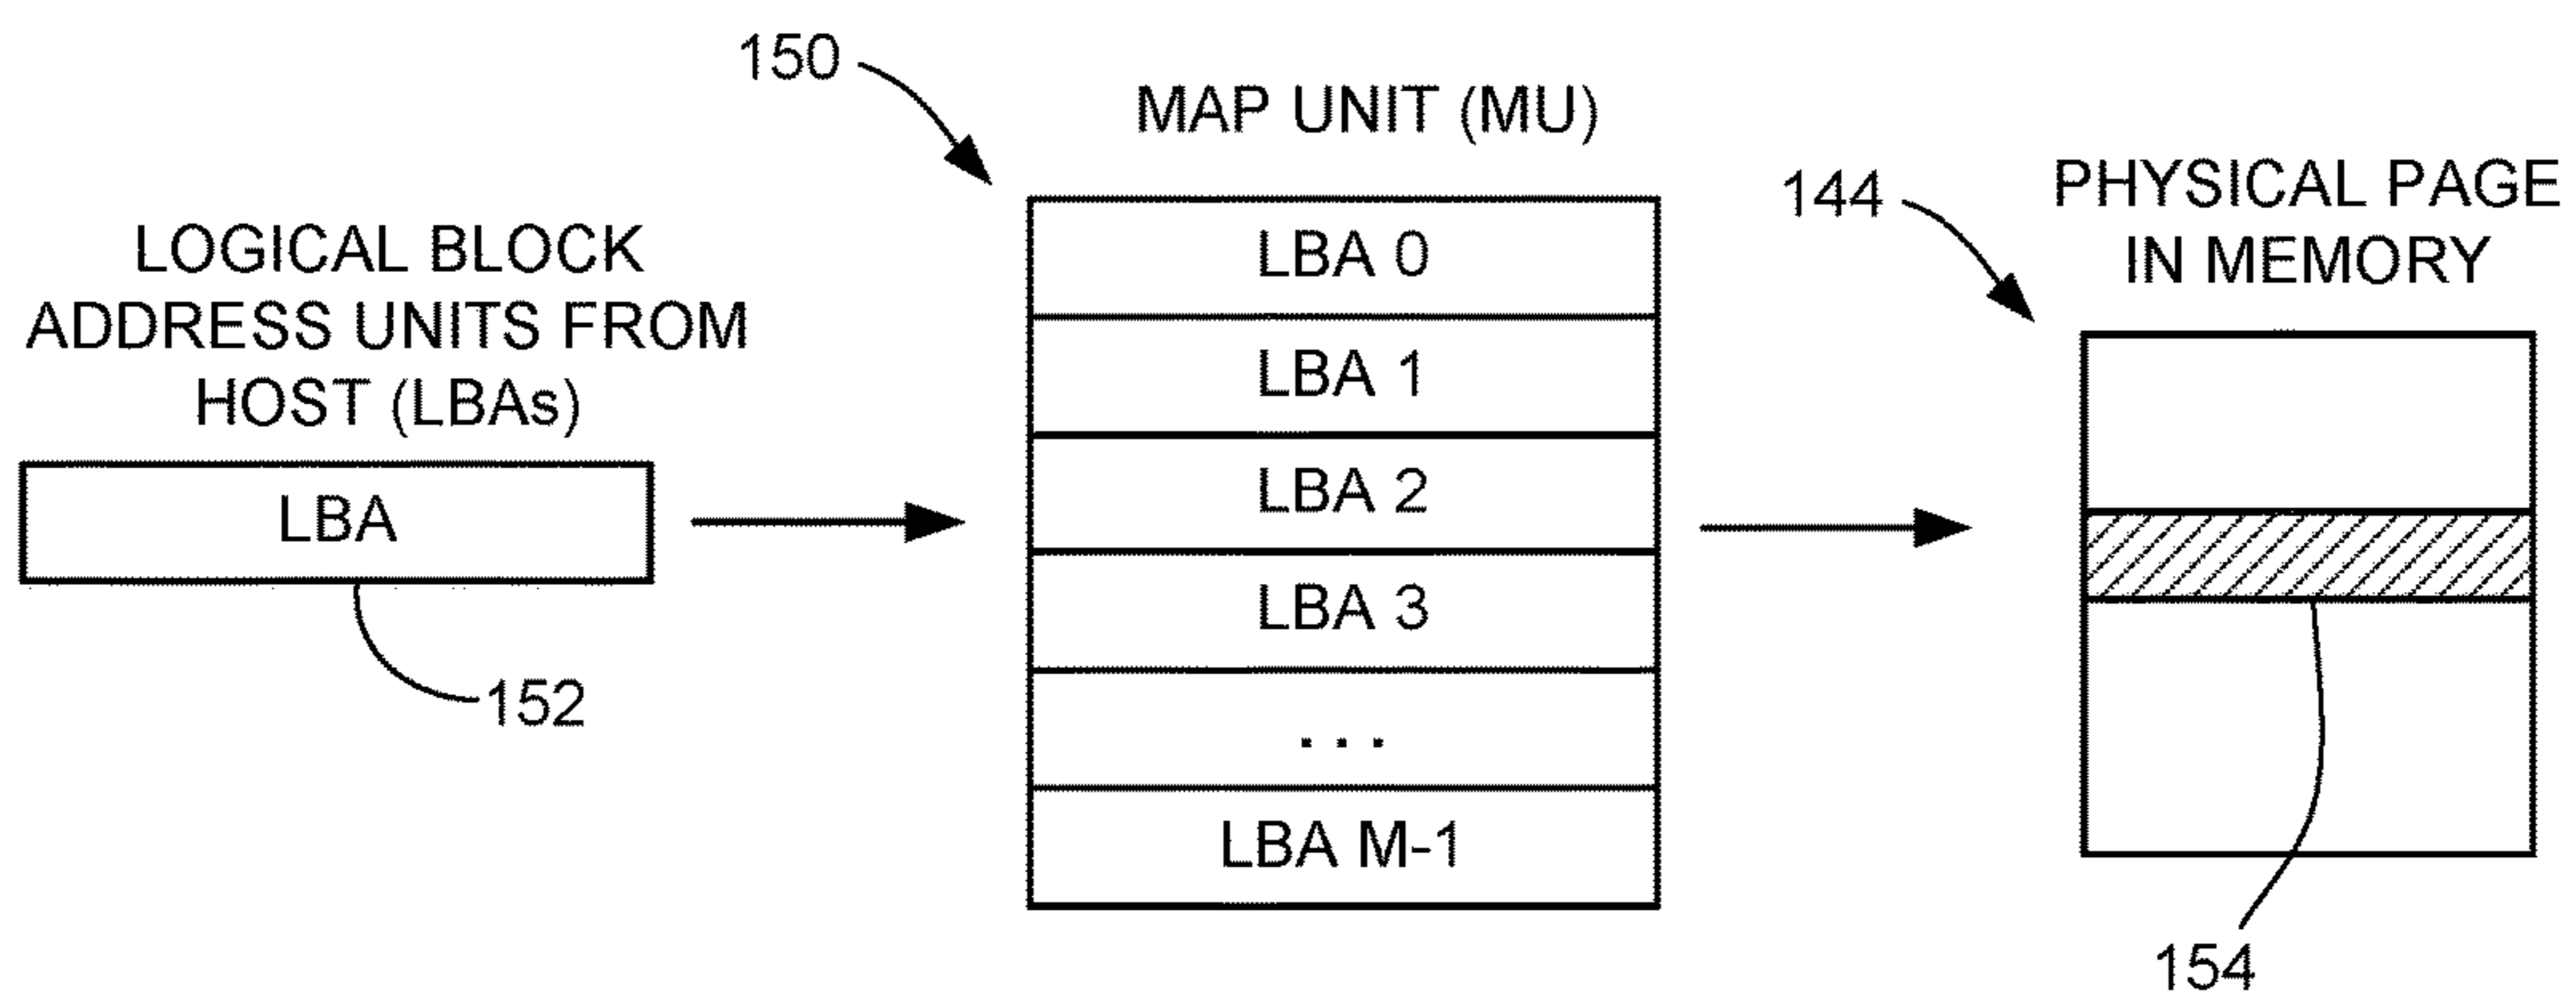 LOGICAL BLOCK
ADDRESS UNITS FROM
HOST (LBAs)
LBA
152
150
MAP UNIT (MU)
LBA 0
LBA 1
LBA 2
LBA 3
...
LBA M-1
144
PHYSICAL PAGE
IN MEMORY
154